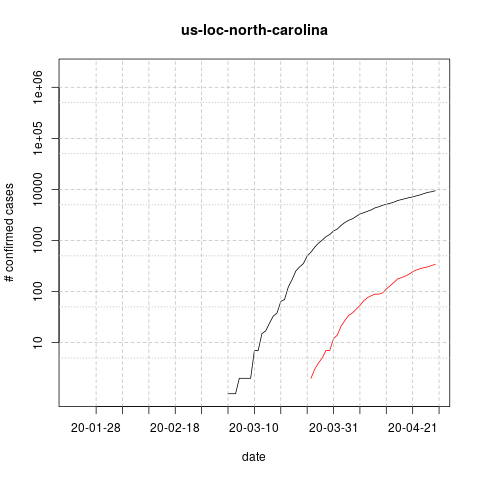 us-loc-north-carolina
# confirmed cases
1e+06
1e+05
10000
1000
100
10
20-01-28 20-02-18 20-03-10 20-03-31 20-04-21
date